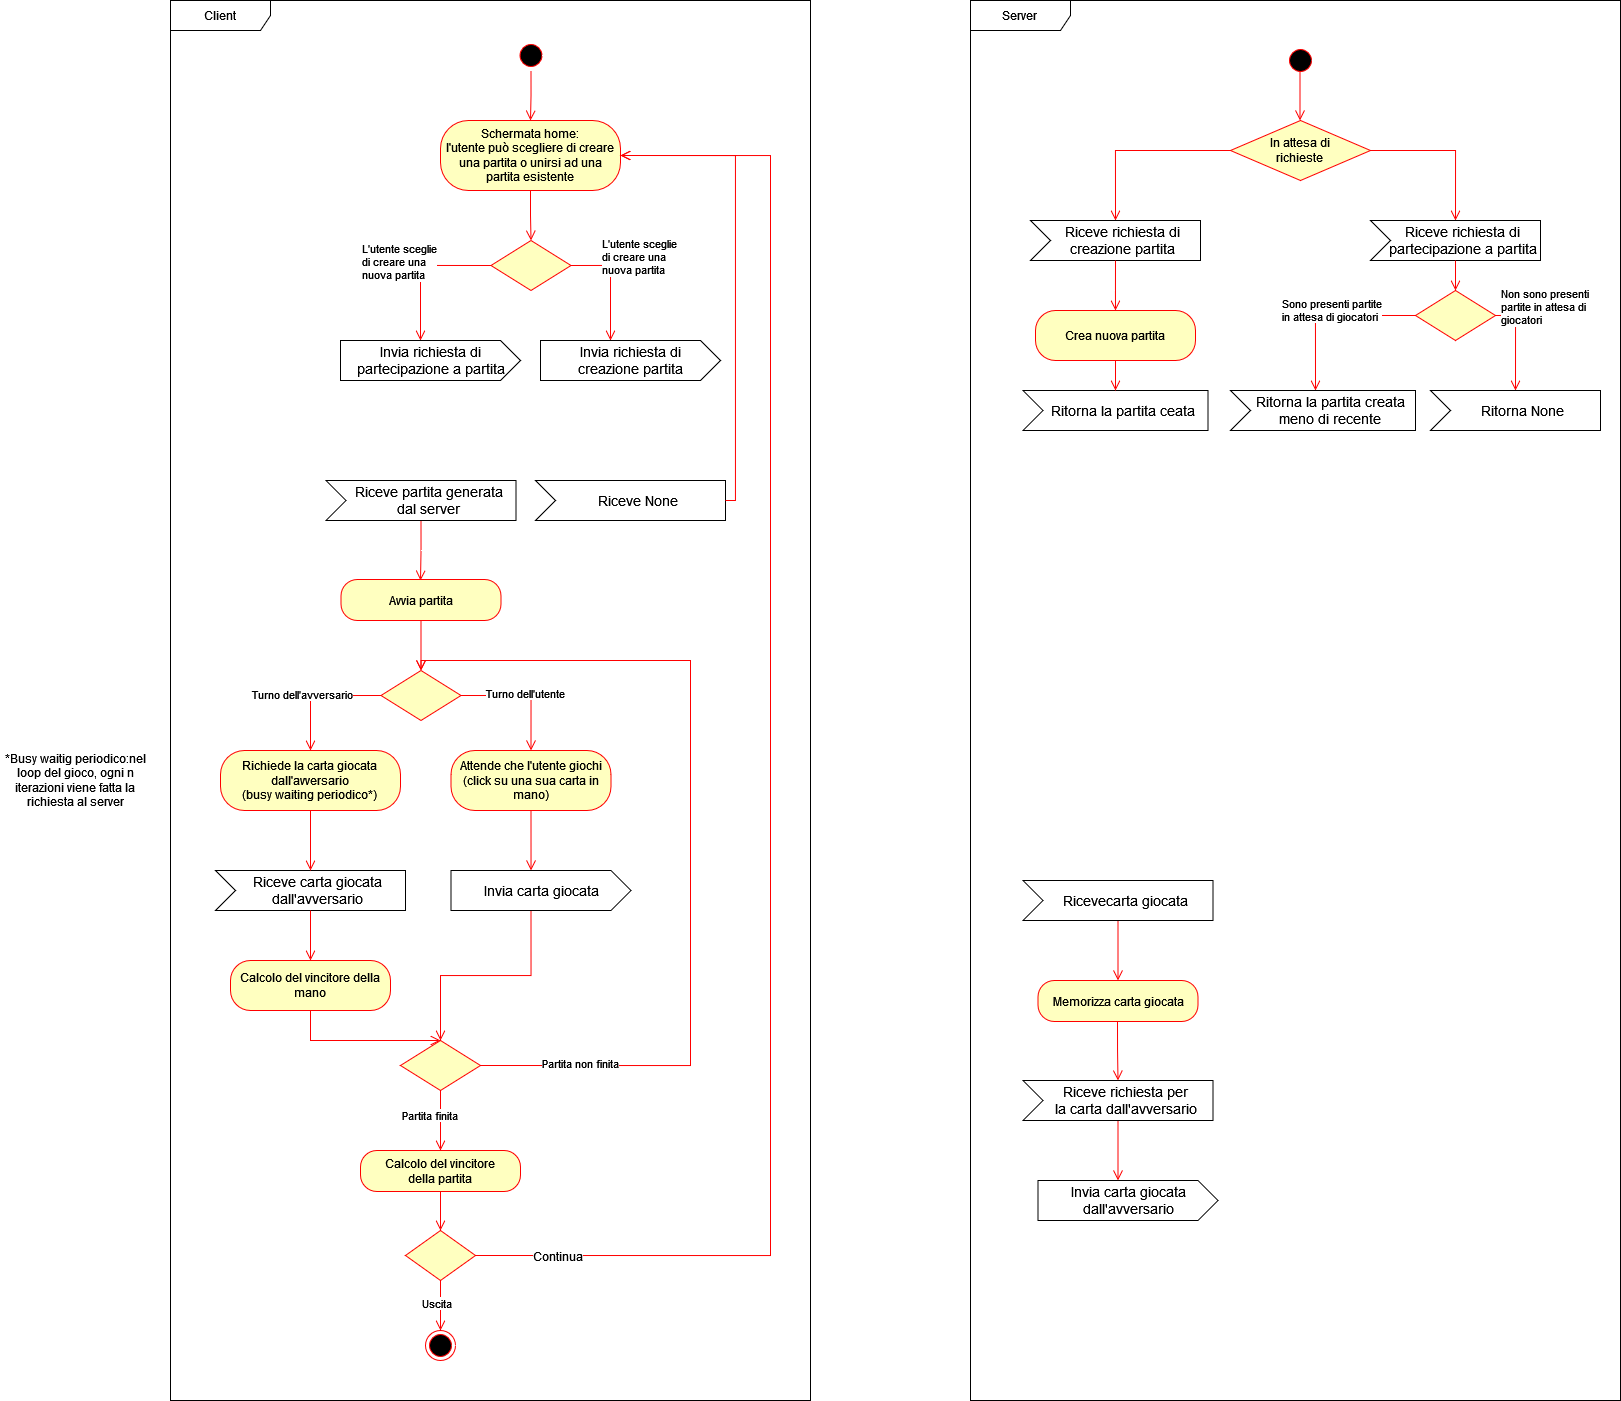 Client
Schermata home:
l'utente può scegliere di creare
una partita o unirsi ad una
partita esistente
L'utente sceglie
di creare una
nuova partita
L'utente sceglie
di creare una
nuova partita
Invia richiesta di
partecipazione a partita
Invia richiesta di
creazione partita
Riceve partita generata
dal server
Riceve None
Avvia partita
Turno dell'avversario
Turno dell'utente
Richiede la carta giocata
dall'avversario
(busy waiting periodico*)
Attende che l'utente giochi
(click su una sua carta in
mano)
*Busy waitig periodico:nel
loop del gioco, ogni n
iterazioni viene fatta la
richiesta al server
Riceve carta giocata
dall'avversario
Invia carta giocata
Calcolo del vincitore della
mano
Partita non finita
Partita finita
Calcolo del vincitore
della partita
Continua
Uscita
Server
In attesa di
richieste
Riceve richiesta di
creazione partita
Riceve richiesta di
partecipazione a partita
Crea nuova partita
Sono presenti partite
in attesa di giocatori
Non sono presenti
partite in attesa di
giocatori
Ritorna la partita ceata
Ritorna la partita creata
meno di recente
Ritorna None
Ricevecarta giocata
Memorizza carta giocata
Riceve richiesta per
la carta dall'avversario
Invia carta giocata
dall'avversario